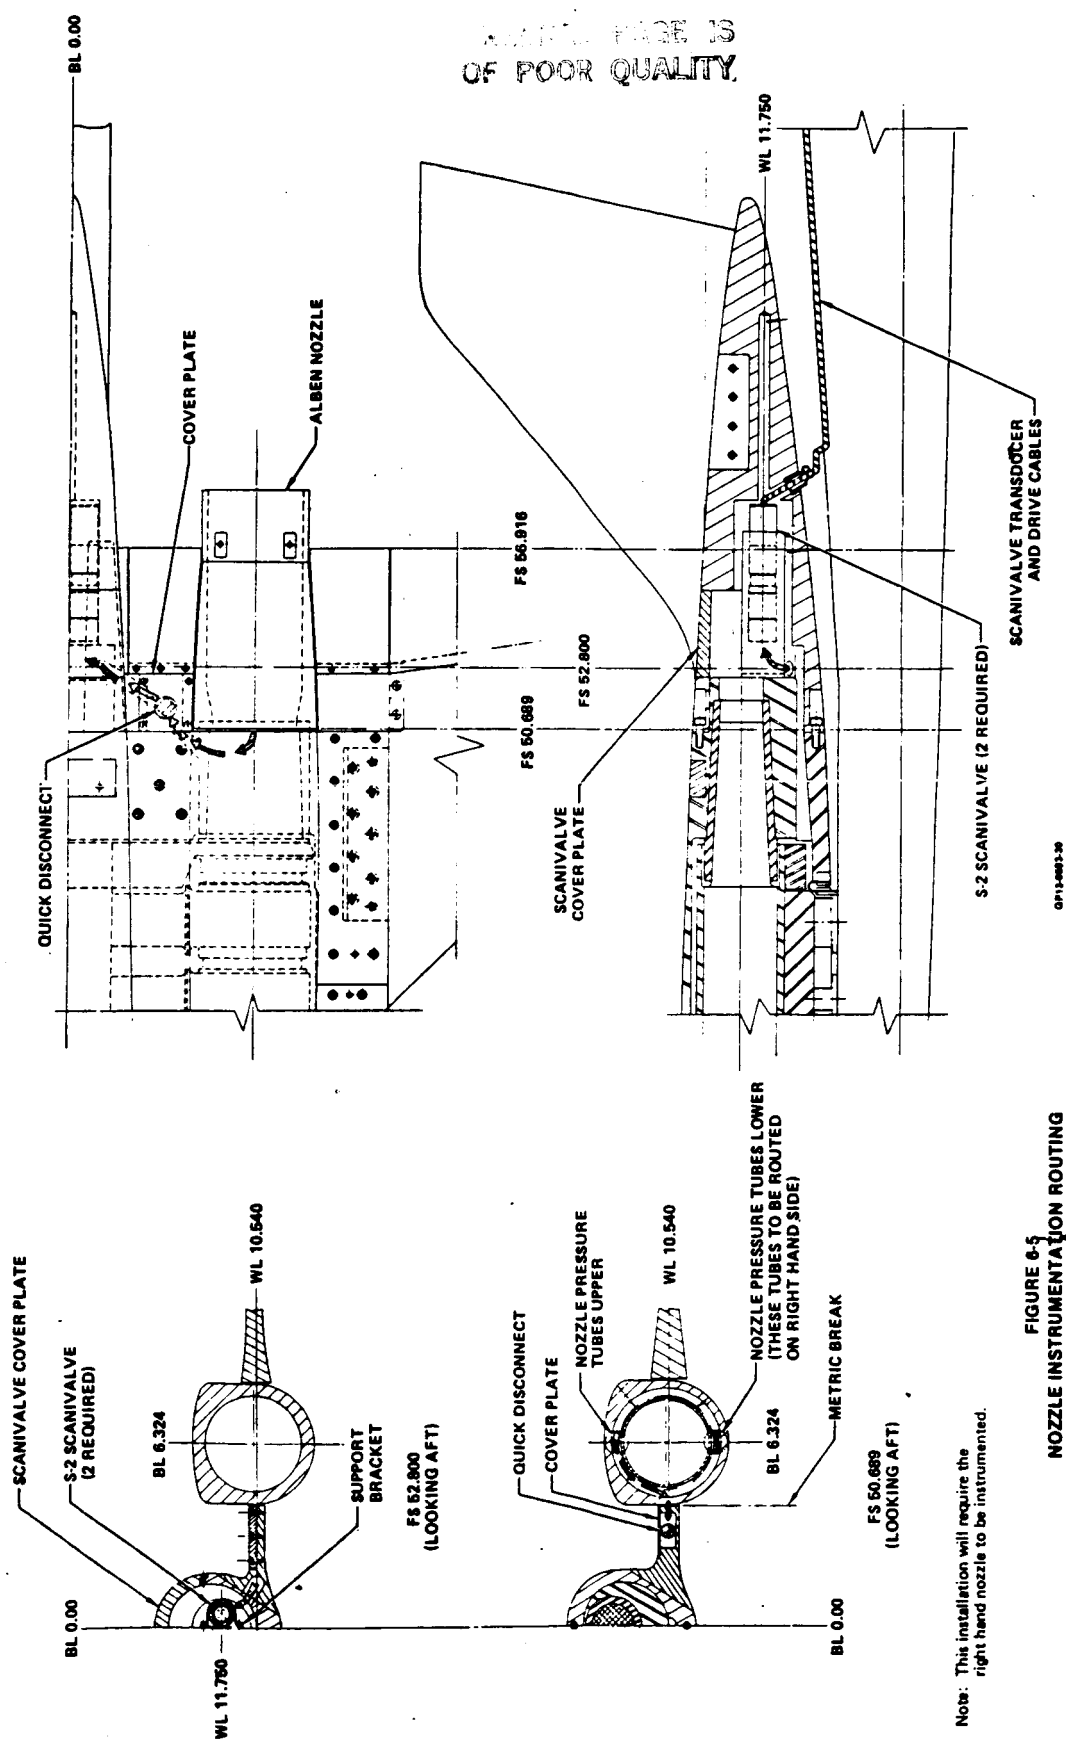 PAGE IS
OF POOR QUALITY
BL 0.00
QUICK DISCONNECT
COVER PLATE
ALBEN NOZZLE
FS 50.689
FS 52.800
FS 56.916
WL 11.750
SCANIVALVE
COVER PLATE
S-2 SCANIVALVE (2 REQUIRED)
SCANIVALVE TRANSDOCER
AND DRIVE CABLES
GP13-0083-30
SCANIVALVE COVER PLATE
S-2 SCANIVALVE
(2 REQUIRED)
BL 0.00
BL 6.324
WL 10.540
WL 11.750
SUPPORT
BRACKET
FS 52.800
(LOOKING AFT)
QUICK DISCONNECT
COVER PLATE
NOZZLE PRESSURE
TUBES UPPER
WL 10.540
NOZZLE PRESSURE TUBES LOWER
(THESE TUBES TO BE ROUTED
ON RIGHT HAND SIDE)
BL 6.324
METRIC BREAK
FS 50.689
(LOOKING AFT)
BL 0.00
Note: This installation will require the
right hand nozzle to be instrumented.
FIGURE 6-5
NOZZLE INSTRUMENTATION ROUTING